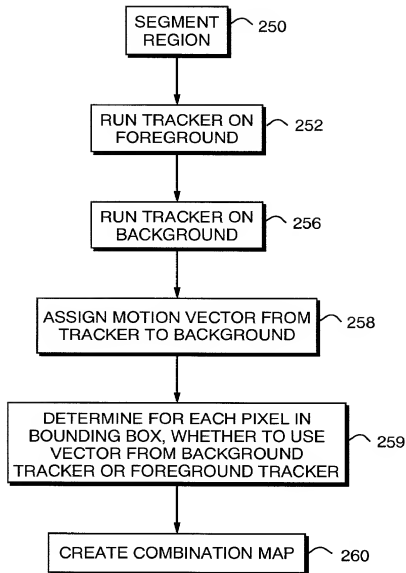 SEGMENT
REGION
250
RUN TRACKER ON
FOREGROUND
252
RUN TRACKER ON
BACKGROUND
256
ASSIGN MOTION VECTOR FROM
TRACKER TO BACKGROUND
258
DETERMINE FOR EACH PIXEL IN
BOUNDING BOX, WHETHER TO USE
VECTOR FROM BACKGROUND
TRACKER OR FOREGROUND TRACKER
259
CREATE COMBINATION MAP
260